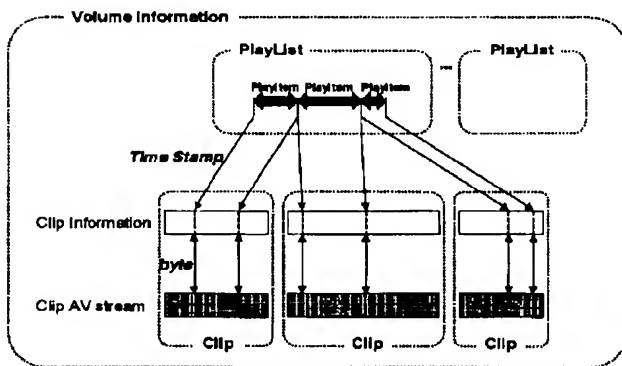 Volume Information
PlayList
...
PlayList
PlayItem
PlayItem
PlayItem
Time Stamp
Clip Information
byte
Clip AV stream
Clip
Clip
Clip